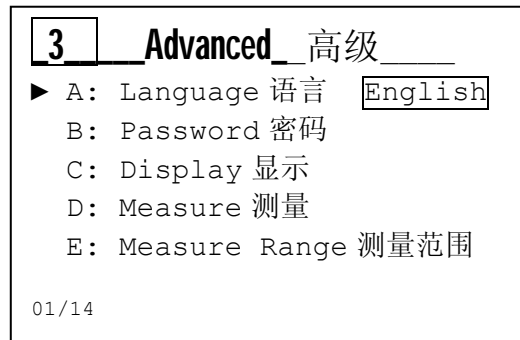 3 Advanced 高级
► A: Language 语言 English
B: Password 密码
C: Display 显示
D: Measure 测量
E: Measure Range 测量范围
01/14